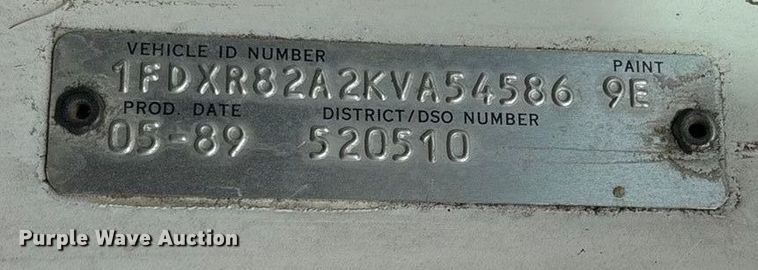 VEHICLE ID NUMBER PAINT
1FDXR82A2KVA54586 9E
PROD. DATE DISTRICT/DSO NUMBER
05-89 520510
Purple Wave Auction